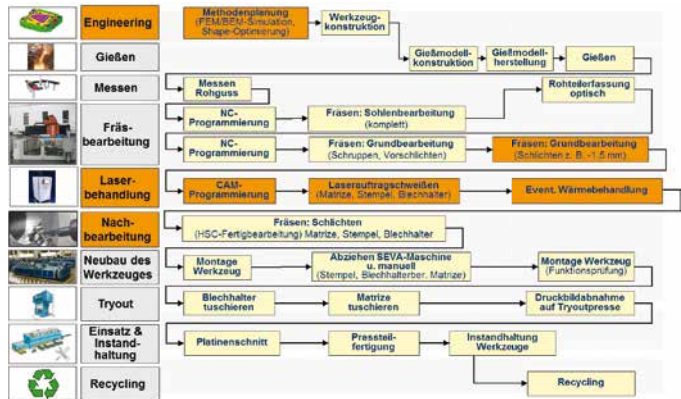 Engineering
Methodenplanung
(FEM/BEM-Simulation,
Shape-Optimierung)
Werkzeug-
konstruktion
Gießen
Gießmodell-
konstruktion
Gießmodell-
herstellung
Gießen
Messen
Messen
Rohguss
Rohteilerfassung
optisch
Fräs-
bearbeitung
NC-
Programmierung
Fräsen: Sohlenbearbeitung
(komplett)
NC-
Programmierung
Fräsen: Grundbearbeitung
(Schruppen, Vorschlichten)
Fräsen: Grundbearbeitung
(Schlichten z. B. -1.5 mm)
Laser-
behandlung
CAM-
Programmierung
Laserauftragschweißen
(Matrize, Stempel, Blechhalter)
Event. Wärmebehandlung
Nach-
bearbeitung
Fräsen: Schlichten
(HSC-Fertigbearbeitung) Matrize, Stempel, Blechhalter
Neubau des
Werkzeuges
Montage
Werkzeug
Abziehen SEVA-Maschine
u. manuell
(Stempel, Blechhalterber. Matrize)
Montage Werkzeug
(Funktionsprüfung)
Tryout
Blechhalter
tuschieren
Matrize
tuschieren
Druckbildabnahme
auf Tryoutpresse
Einsatz &
Instand-
haltung
Platinenschnitt
Pressteil-
fertigung
Instandhaltung
Werkzeuge
Recycling
Recycling